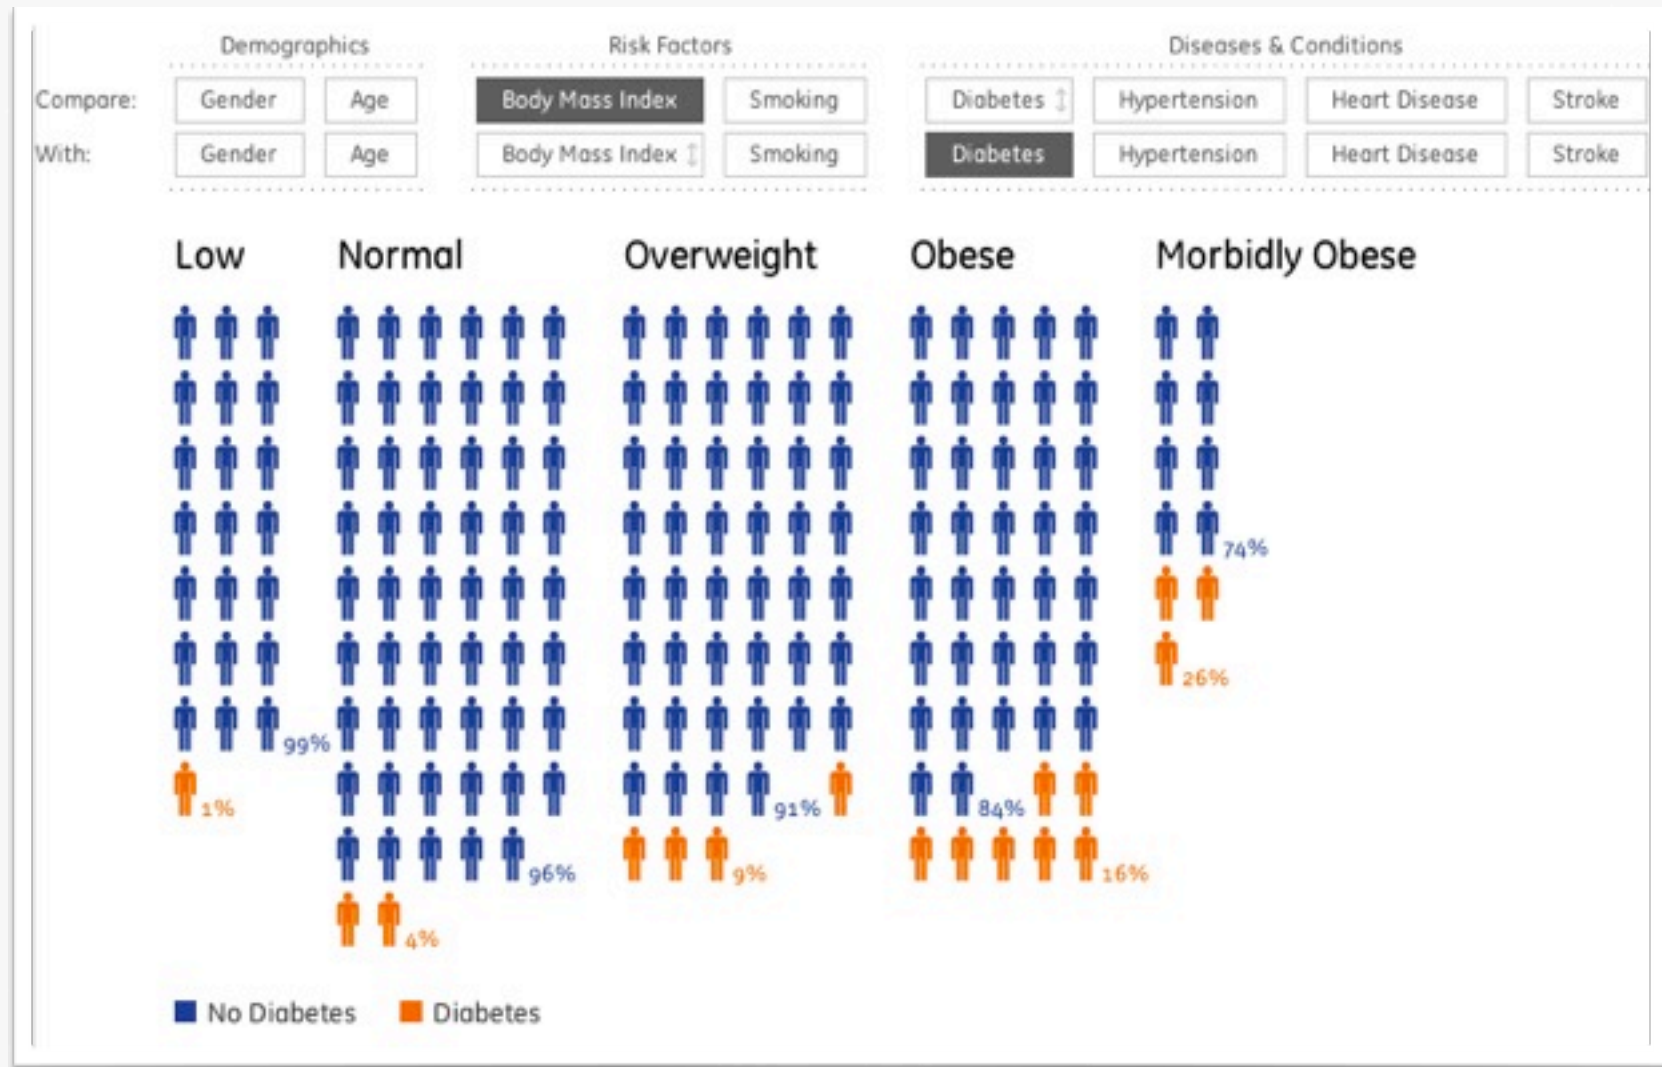 Demographics Risk Factors Diseases & Conditions
Compare: Gender Age Body Mass Index Smoking Diabetes Hypertension Heart Disease Stroke
With: Gender Age Body Mass Index Smoking Diabetes Hypertension Heart Disease Stroke
Low Normal Overweight Obese Morbidly Obese
74%
26%
99%
1% 91% 84%
96% 9% 16%
4%
No Diabetes Diabetes